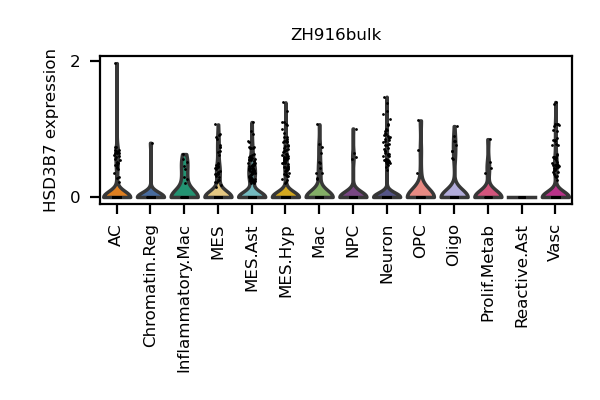 ZH916bulk
HSD3B7 expression
2
0
AC
Chromatin.Reg
Inflammatory.Mac
MES
MES.Ast
MES.Hyp
Mac
NPC
Neuron
OPC
Oligo
Prolif.Metab
Reactive.Ast
Vasc